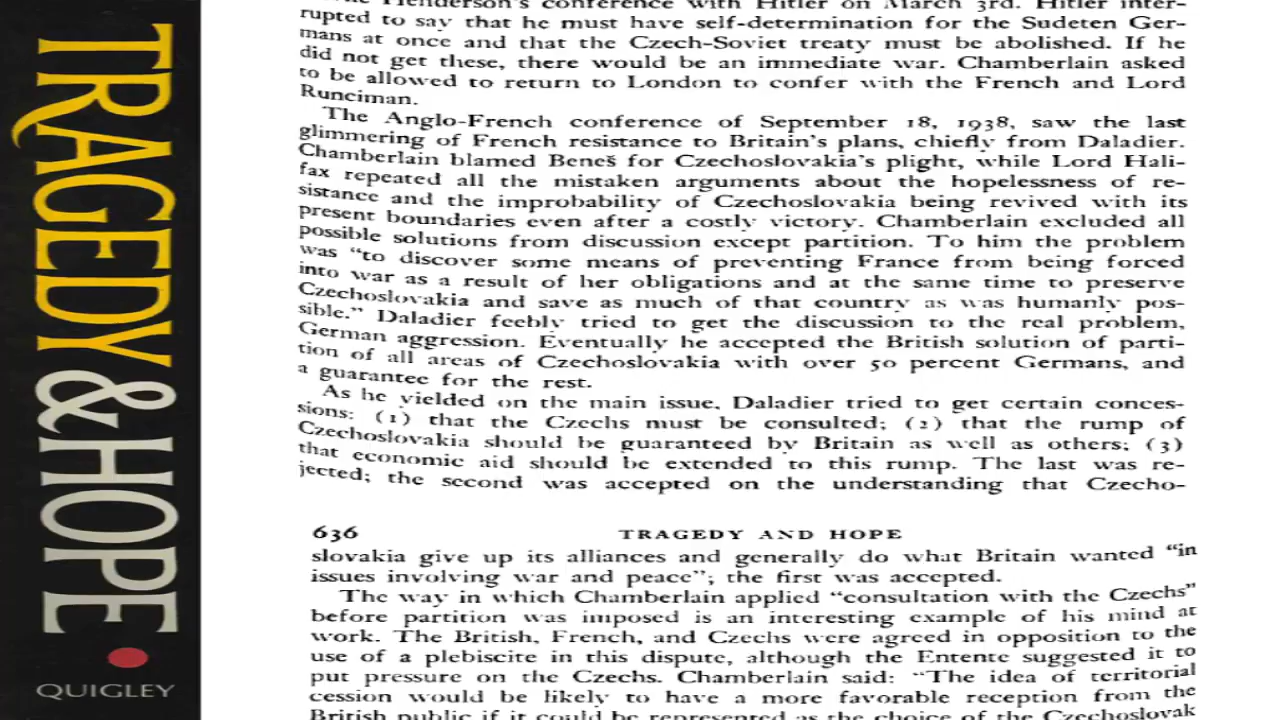 TRAGEDY & HOPE
QUIGLEY
Henderson's conference with Hitler on March 3rd. Hitler inter-
rupted to say that he must have self-determination for the Sudeten Ger-
mans at once and that the Czech-Soviet treaty must be abolished. If he
did not get these, there would be an immediate war. Chamberlain asked
to be allowed to return to London to confer with the French and Lord
Runciman.
The Anglo-French conference of September 18, 1938, saw the last
glimmering of French resistance to Britain's plans, chiefly from Daladier.
Chamberlain blamed Beneš for Czechoslovakia's plight, while Lord Hali-
fax repeated all the mistaken arguments about the hopelessness of re-
sistance and the improbability of Czechoslovakia being revived with its
present boundaries even after a costly victory. Chamberlain excluded all
possible solutions from discussion except partition. To him the problem
was "to discover some means of preventing France from being forced
into war as a result of her obligations and at the same time to preserve
Czechoslovakia and save as much of that country as was humanly pos-
sible." Daladier feebly tried to get the discussion to the real problem,
German aggression. Eventually he accepted the British solution of parti-
tion of all areas of Czechoslovakia with over 50 percent Germans, and
a guarantee for the rest.
As he yielded on the main issue, Daladier tried to get certain conces-
sions: (1) that the Czechs must be consulted; (2) that the rump of
Czechoslovakia should be guaranteed by Britain as well as others; (3)
that economic aid should be extended to this rump. The last was re-
jected; the second was accepted on the understanding that Czecho-
636 TRAGEDY AND HOPE
slovakia give up its alliances and generally do what Britain wanted "in
issues involving war and peace"; the first was accepted.
The way in which Chamberlain applied "consultation with the Czechs"
before partition was imposed is an interesting example of his mind at
work. The British, French, and Czechs were agreed in opposition to the
use of a plebiscite in this dispute, although the Entente suggested it to
put pressure on the Czechs. Chamberlain said: "The idea of territorial
cession would be likely to have a more favorable reception from the
British public if it could be represented as the choice of the Czechoslovak